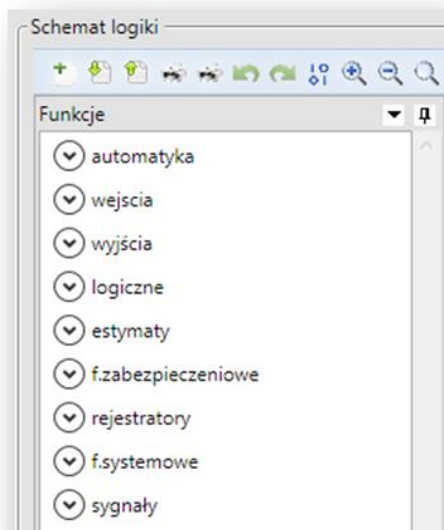 Schemat logiki
Funkcje
automatyka
wejscia
wyjścia
logiczne
estymaty
f.zabezpieczeniowe
rejestratory
f.systemowe
sygnały